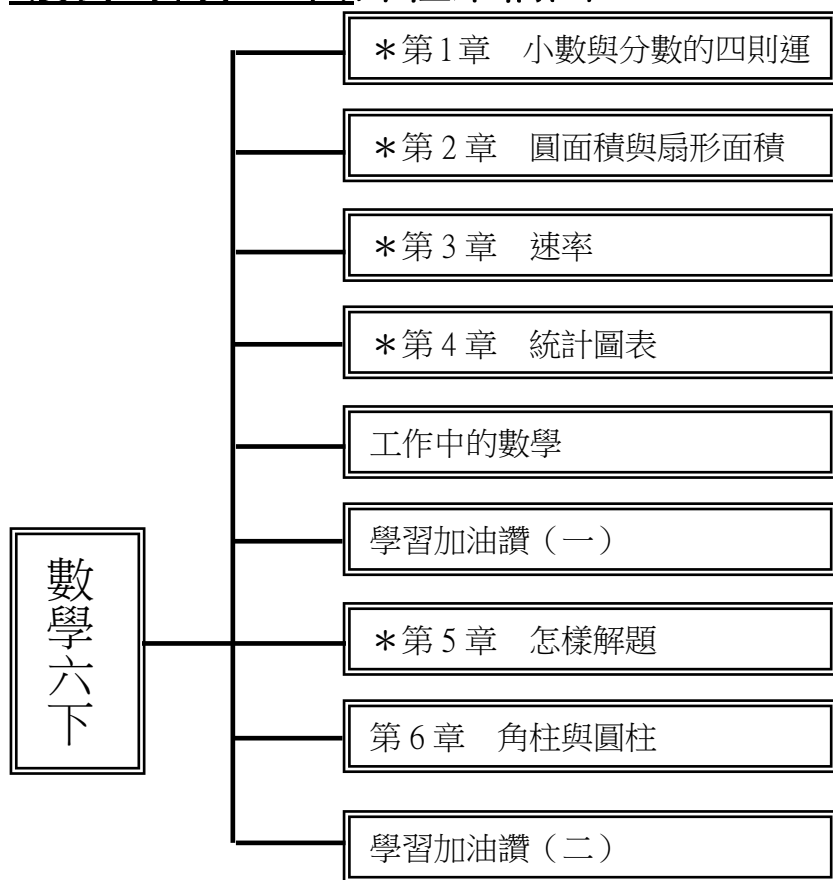 ＊第1章　小數與分數的四則運
＊第2章　圓面積與扇形面積
＊第3章　速率
＊第4章　統計圖表
工作中的數學
學習加油讚（一）
數學六下
＊第5章　怎樣解題
第6章　角柱與圓柱
學習加油讚（二）